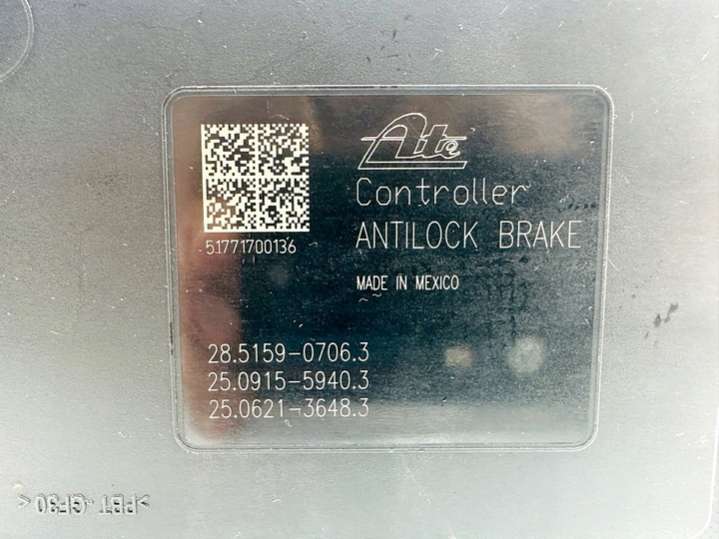 Ate
51771700136
Controller
ANTILOCK BRAKE
MADE IN MEXICO
28.5159-0706.3
25.0915-5940.3
25.0621-3648.3
>PBT-GF30<